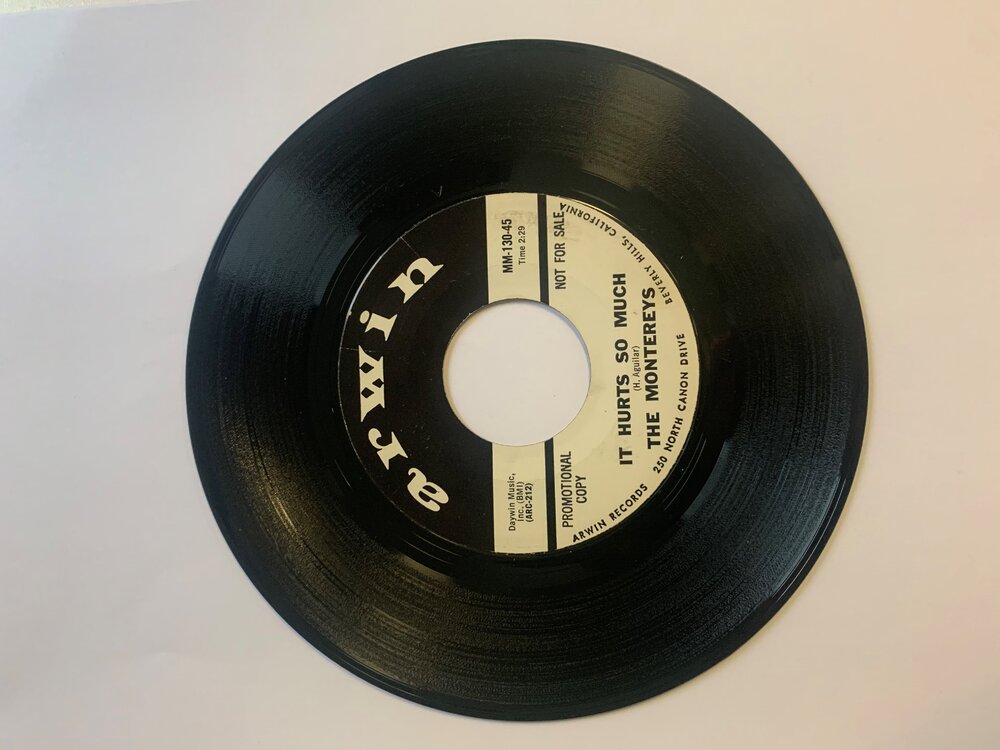 arwin
Daywin Music,
Inc. (BMI)
(ARC-212)
MM-130-45
Time 2:29
PROMOTIONAL
COPY
NOT FOR SALE
IT HURTS SO MUCH
(H. Aguilar)
THE MONTEREYS
ARWIN RECORDS 250 NORTH CANON DRIVE BEVERLY HILLS, CALIFORNIA